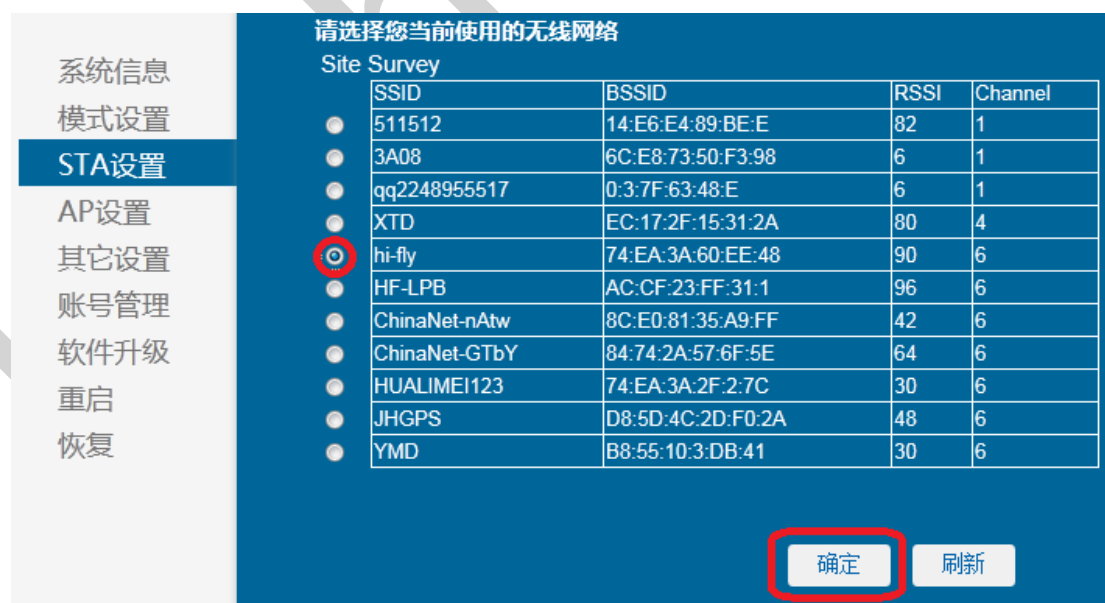 系统信息
模式设置
STA设置
AP设置
其它设置
账号管理
软件升级
重启
恢复
请选择您当前使用的无线网络
Site Survey
SSID BSSID RSSI Channel
511512 14:E6:E4:89:BE:E 82 1
3A08 6C:E8:73:50:F3:98 6 1
qq2248955517 0:3:7F:63:48:E 6 1
XTD EC:17:2F:15:31:2A 80 4
hi-fly 74:EA:3A:60:EE:48 90 6
HF-LPB AC:CF:23:FF:31:1 96 6
ChinaNet-nAtw 8C:E0:81:35:A9:FF 42 6
ChinaNet-GTbY 84:74:2A:57:6F:5E 64 6
HUALIMEI123 74:EA:3A:2F:2:7C 30 6
JHGPS D8:5D:4C:2D:F0:2A 48 6
YMD B8:55:10:3:DB:41 30 6
确定 刷新